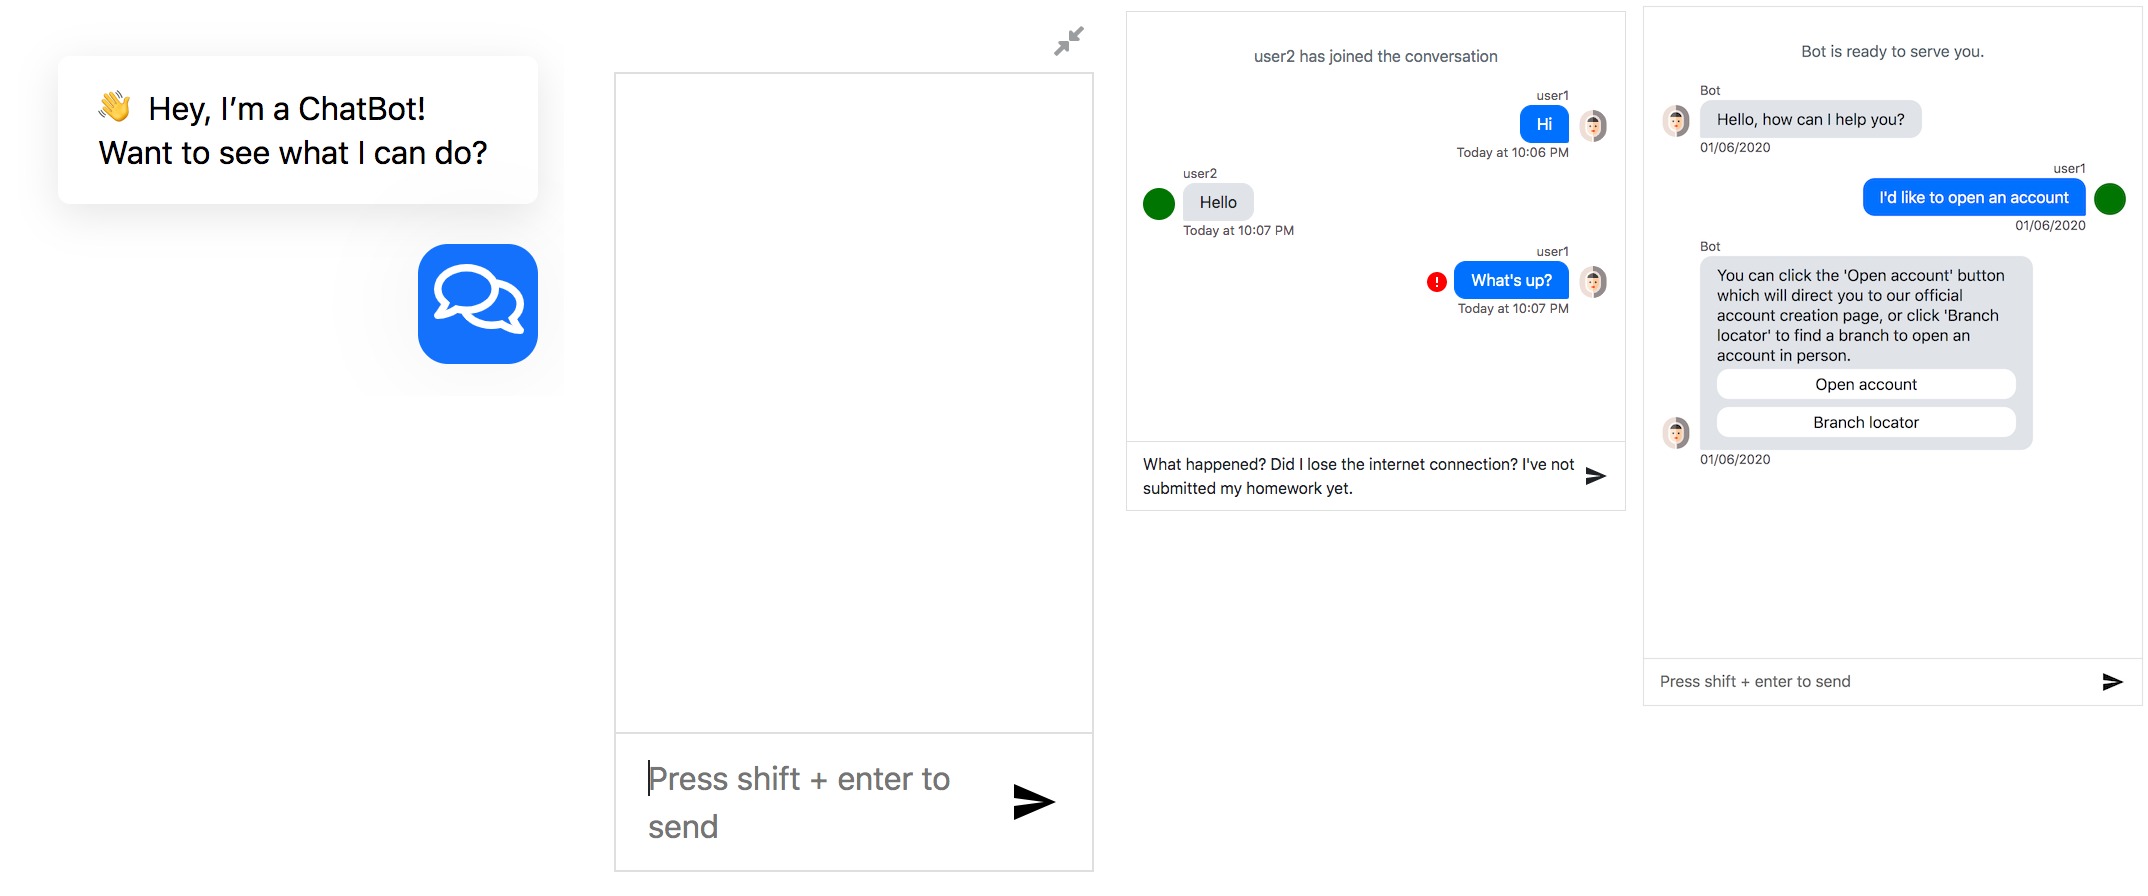 👋 Hey, I’m a ChatBot!
Want to see what I can do?
Press shift + enter to
send
user2 has joined the conversation
user1
Hi
Today at 10:06 PM
user2
Hello
Today at 10:07 PM
user1
What's up?
Today at 10:07 PM
What happened? Did I lose the internet connection? I've not
submitted my homework yet.
Bot is ready to serve you.
Bot
Hello, how can I help you?
01/06/2020
user1
I'd like to open an account
01/06/2020
Bot
You can click the 'Open account' button
which will direct you to our official
account creation page, or click 'Branch
locator' to find a branch to open an
account in person.
Open account
Branch locator
01/06/2020
Press shift + enter to send